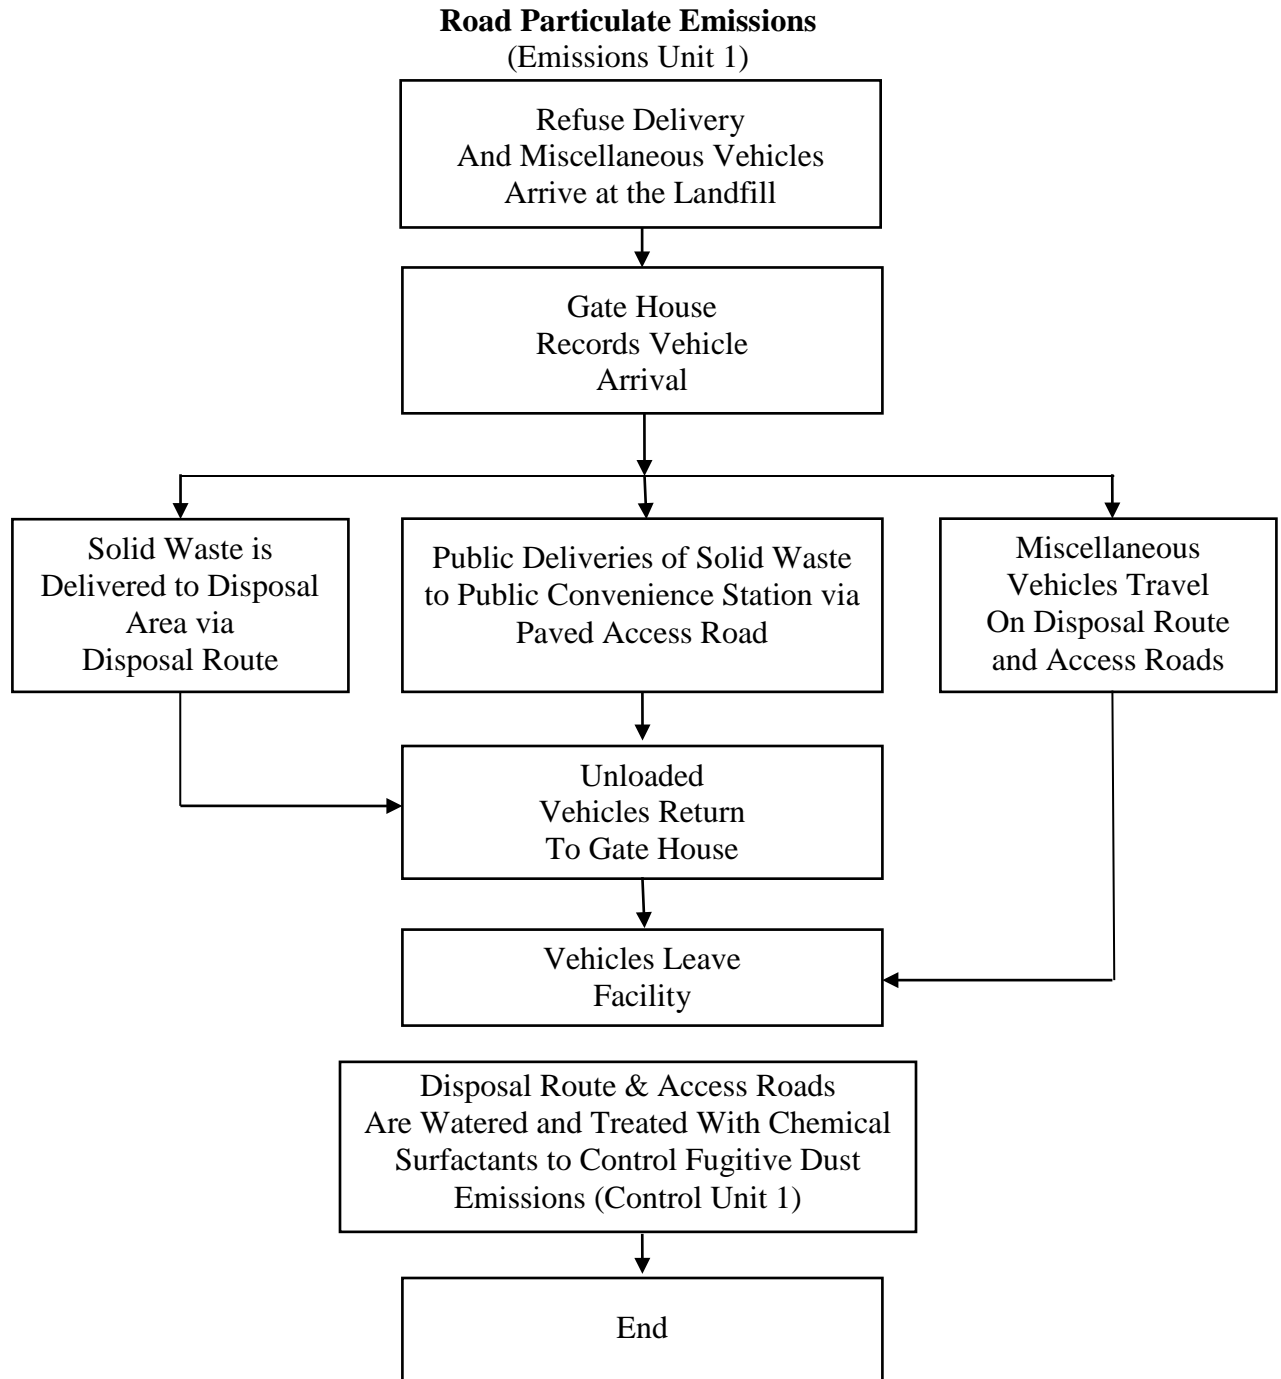 Road Particulate Emissions
(Emissions Unit 1)
Refuse Delivery
And Miscellaneous Vehicles
Arrive at the Landfill
Gate House
Records Vehicle
Arrival
Solid Waste is
Delivered to Disposal
Area via
Disposal Route
Public Deliveries of Solid Waste
to Public Convenience Station via
Paved Access Road
Miscellaneous
Vehicles Travel
On Disposal Route
and Access Roads
Unloaded
Vehicles Return
To Gate House
Vehicles Leave
Facility
Disposal Route & Access Roads
Are Watered and Treated With Chemical
Surfactants to Control Fugitive Dust
Emissions (Control Unit 1)
End